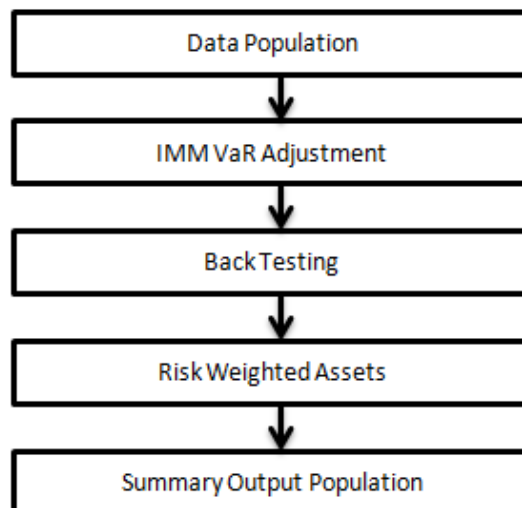 Data Population
IMM VaR Adjustment
Back Testing
Risk Weighted Assets
Summary Output Population